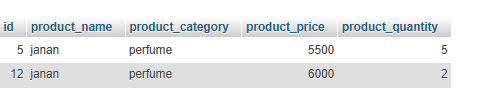 id product_name product_category product_price product_quantity
5 janan perfume 5500 5
12 janan perfume 6000 2